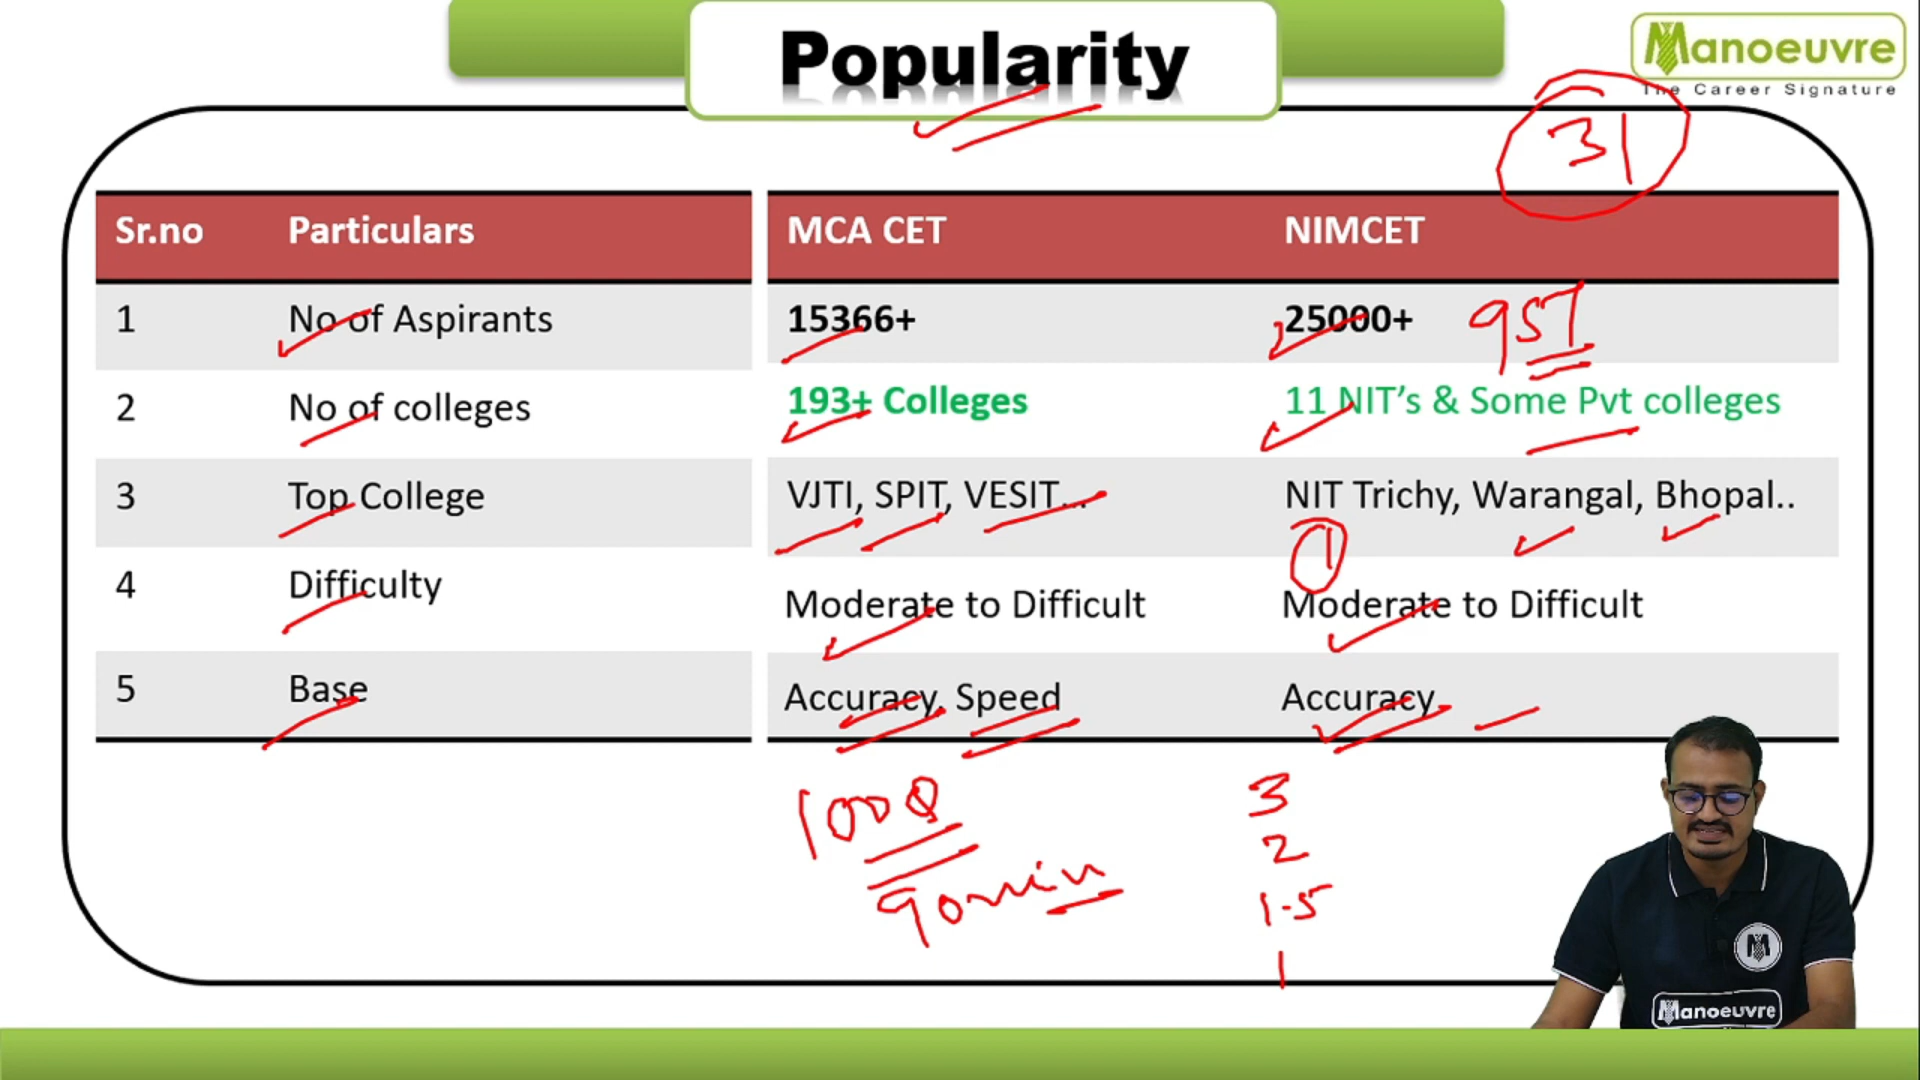 Popularity
Manoeuvre
The Career Signature
31
Sr.no Particulars MCA CET NIMCET
1 No of Aspirants 15366+ 25000+
2 No of colleges 193+ Colleges 11 NIT's & Some Pvt colleges
3 Top College VJTI, SPIT, VESIT... NIT Trichy, Warangal, Bhopal..
1
4 Difficulty Moderate to Difficult Moderate to Difficult
5 Base Accuracy, Speed Accuracy
100 Q
90 min
3
2
1-5
1
M
Manoeuvre